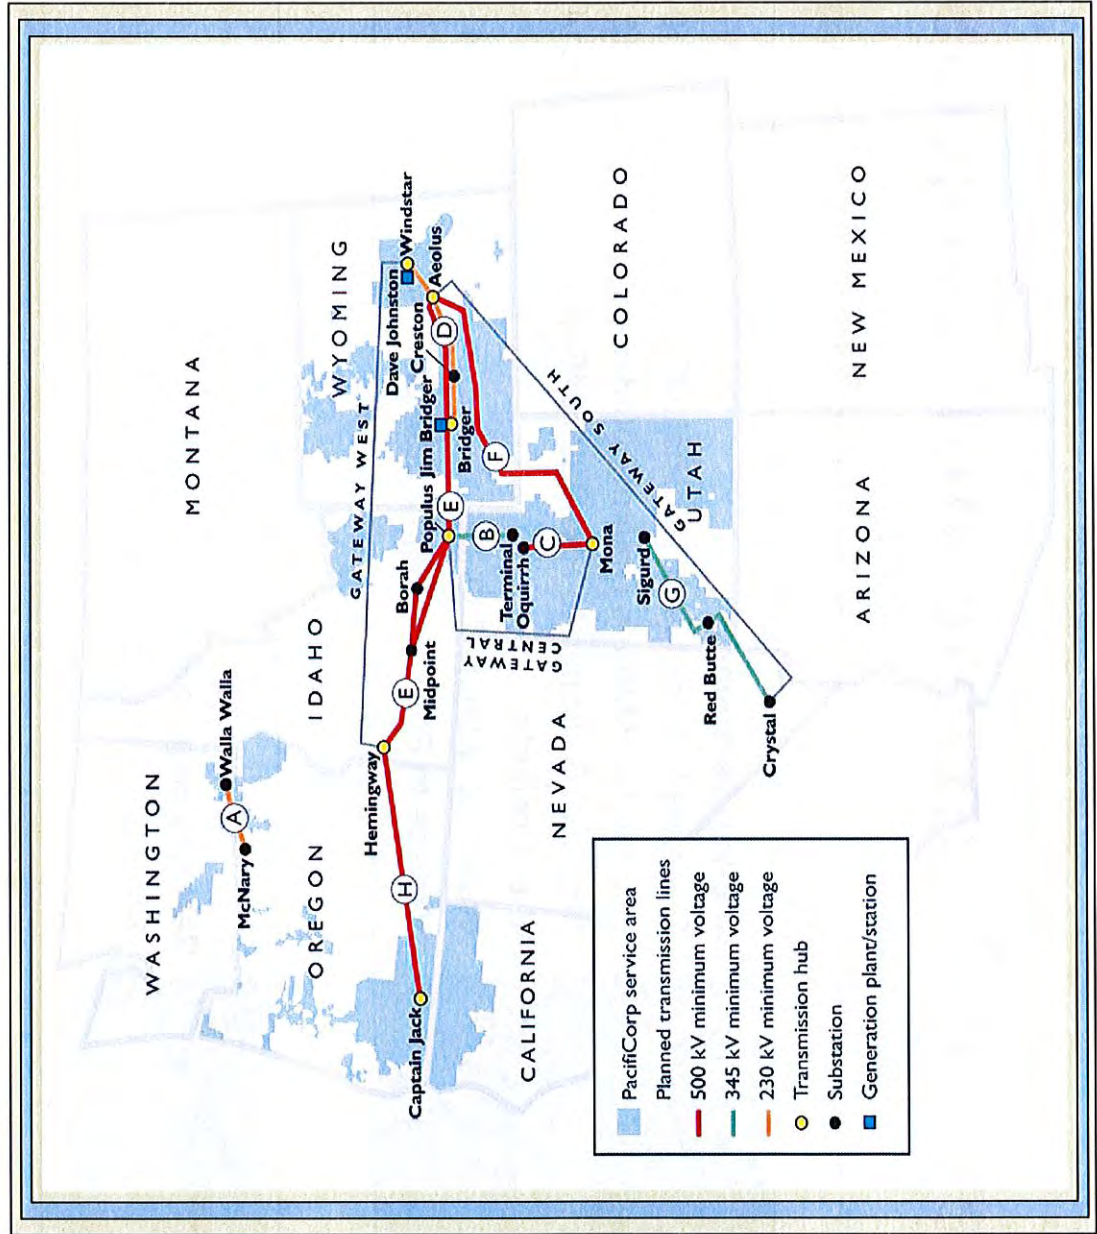 WASHINGTON
MONTANA
Walla Walla
A
McNary
OREGON
IDAHO
WYOMING
GATEWAY WEST
Hemingway
E
Midpoint
Borah
Populus
E
Jim Bridger
Bridger
Creston
Dave Johnston
D
Windstar
Aeolus
H
Captain Jack
GATEWAY
CENTRAL
B
Terminal
Oquirrh
C
Mona
F
GATEWAY SOUTH
COLORADO
CALIFORNIA
NEVADA
UTAH
Sigurd
G
Red Butte
Crystal
ARIZONA
NEW MEXICO
PacifiCorp service area
Planned transmission lines
500 kV minimum voltage
345 kV minimum voltage
230 kV minimum voltage
Transmission hub
Substation
Generation plant/station